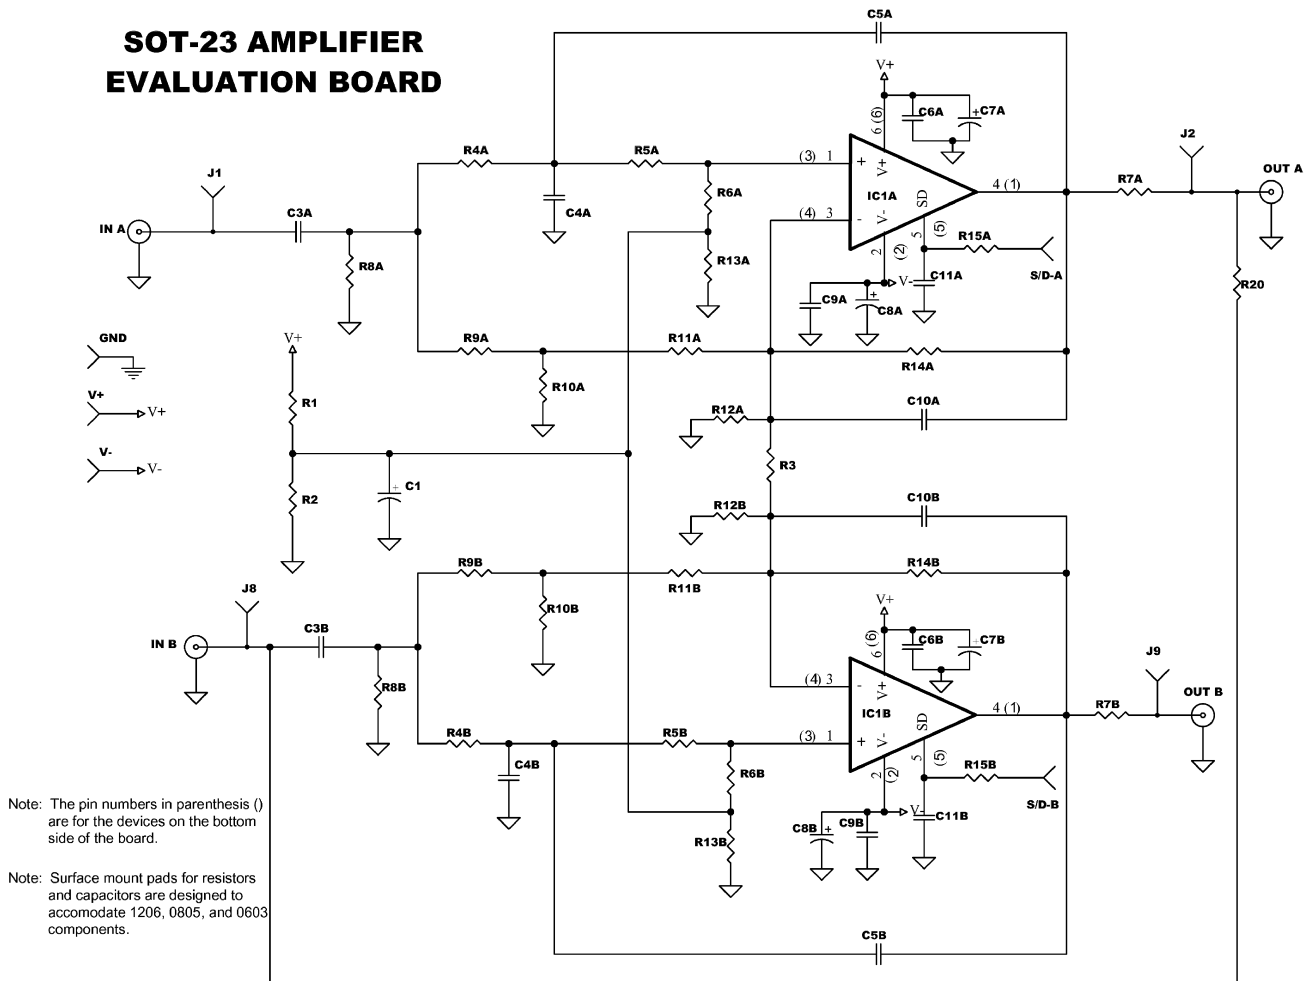 SOT-23 AMPLIFIER
EVALUATION BOARD
C5A
V+
6 (6)
C6A
C7A
J2
R4A
R5A
(3) 1
+
V+
OUT A
J1
R6A
IC1A
SD
4 (1)
R7A
C3A
C4A
(4) 3
-
V-
IN A
R8A
R13A
2
(2)
5
(5)
R15A
S/D-A
V-
C11A
R20
C9A
+
C8A
GND
V+
R9A
R11A
R14A
R10A
V+
V+
R1
R12A
C10A
V-
V-
R3
R2
+
C1
R12B
C10B
R9B
R11B
R14B
J8
R10B
V+
6 (6)
C6B
+
C7B
IN B
C3B
J9
R8B
(4) 3
-
V+
IC1B
SD
4 (1)
R7B
OUT B
R4B
R5B
(3) 1
+
V-
C4B
R6B
2
(2)
5
(5)
R15B
S/D-B
V-
C11B
C8B
+
C9B
R13B
Note: The pin numbers in parenthesis ()
are for the devices on the bottom
side of the board.
Note: Surface mount pads for resistors
and capacitors are designed to
accomodate 1206, 0805, and 0603
components.
C5B